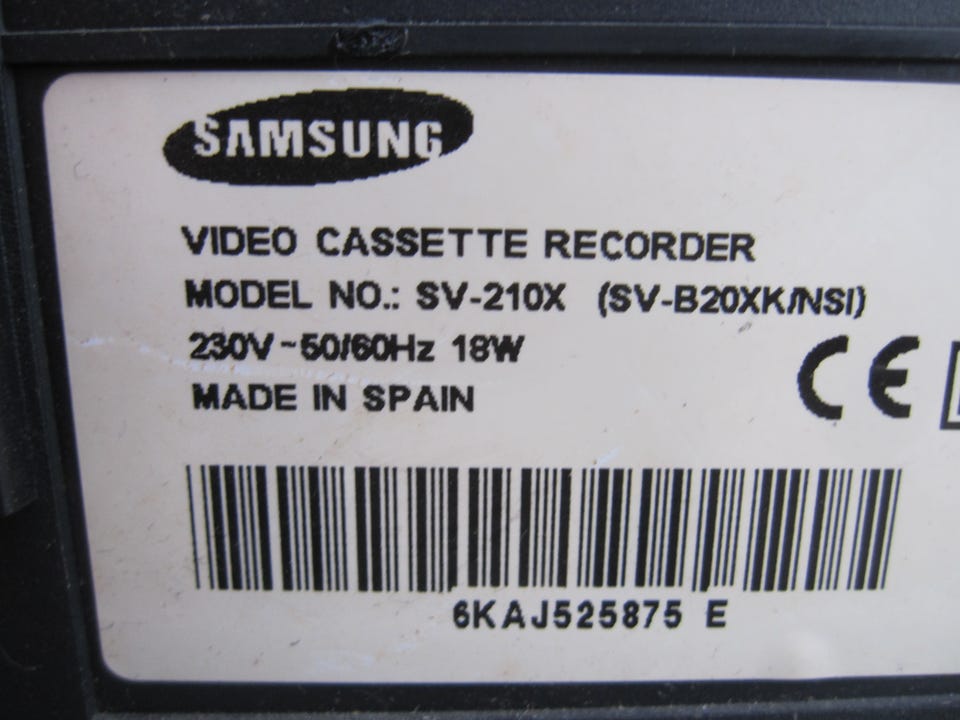 SAMSUNG
VIDEO CASSETTE RECORDER
MODEL NO.: SV-210X (SV-B20XK/NSI)
230V ~ 50/60Hz 18W
MADE IN SPAIN
CE
6KAJ525875 E